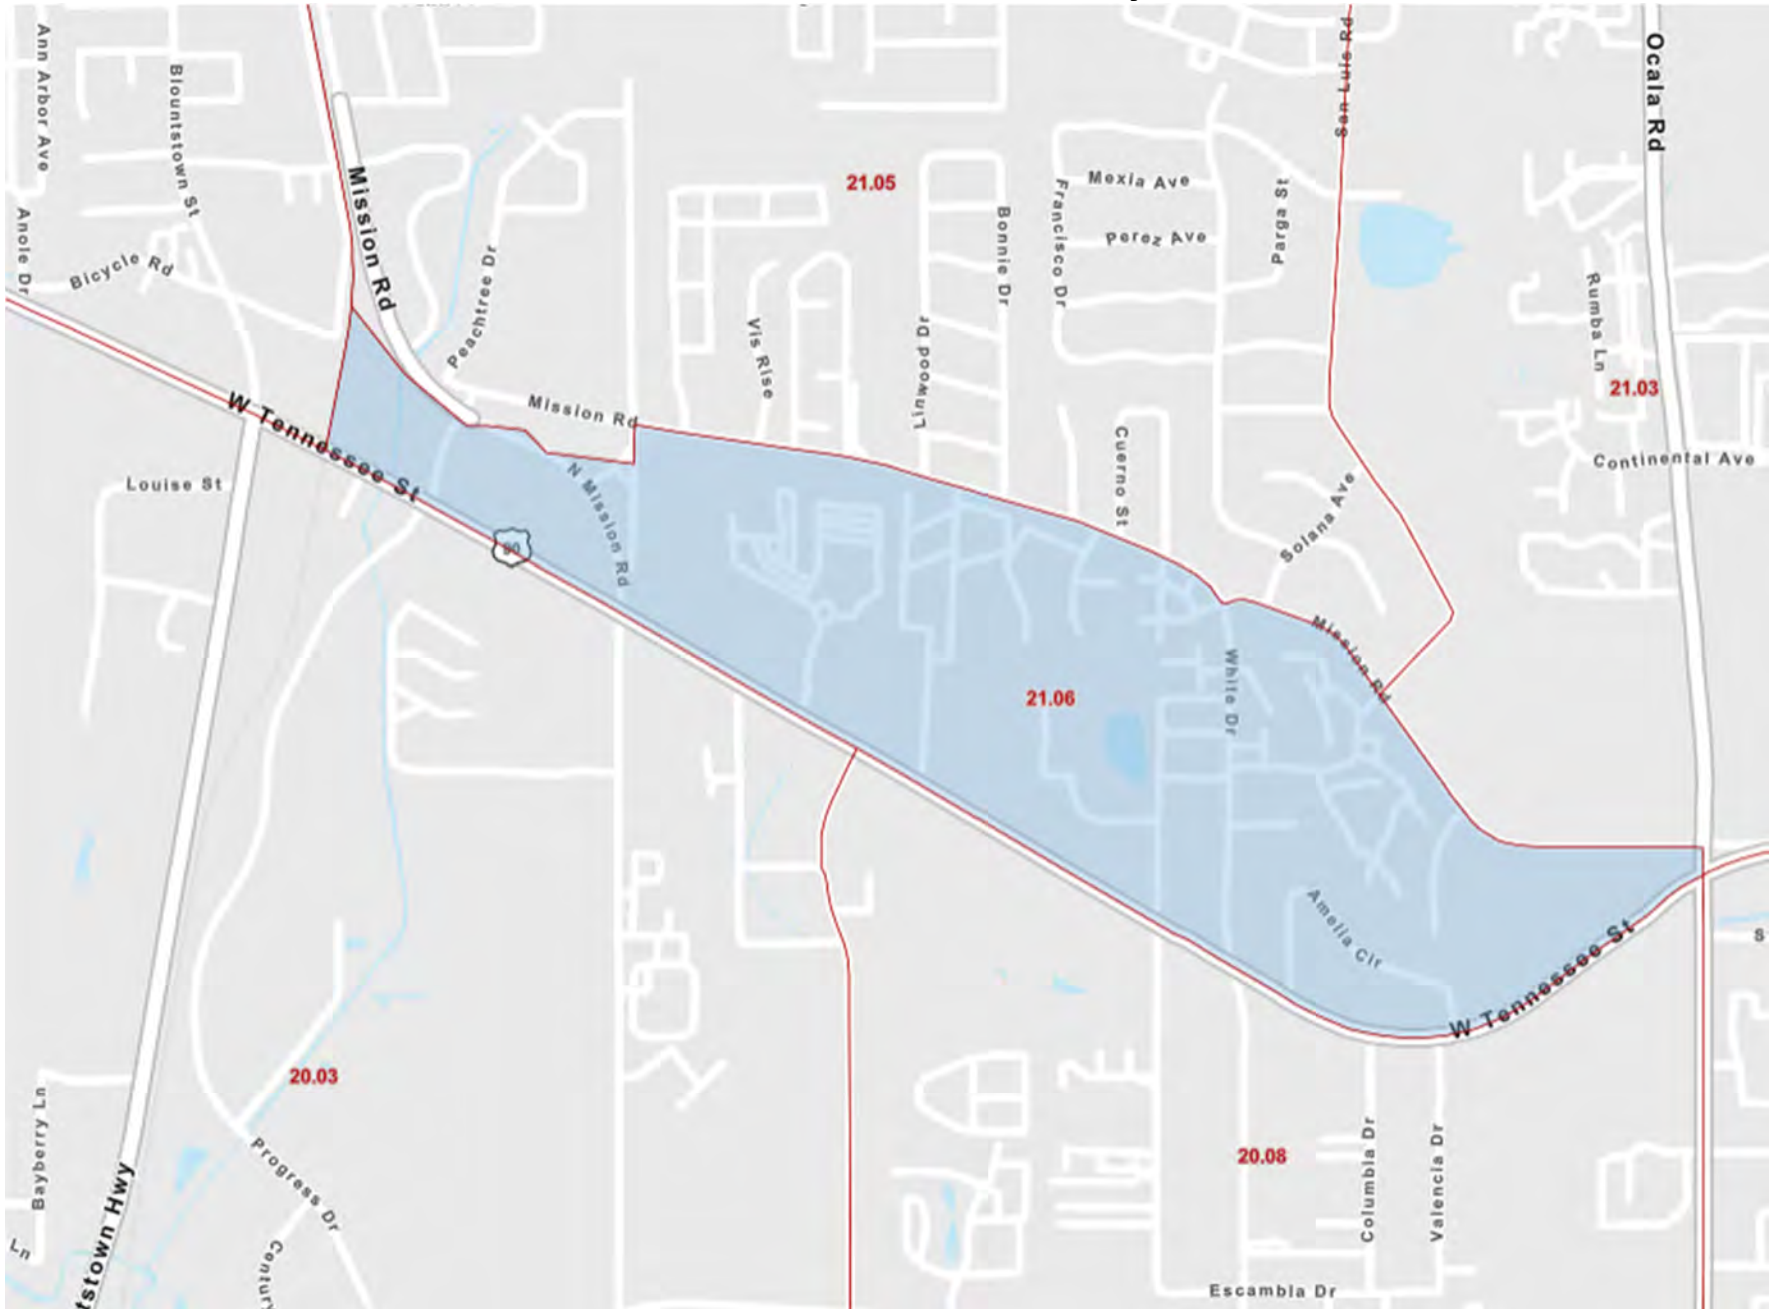 Ann Arbor Ave
Blountstown St
San Luis Rd
Ocala Rd
Mission Rd
21.05
Mexia Ave
Parga St
Anole Dr
Bicycle Rd
Peachtree Dr
Bonnie Dr
Francisco Dr
Perez Ave
Rumba Ln
Vis Rise
Linwood Dr
21.03
W Tennessee St
Mission Rd
Cuerno St
Continental Ave
Louise St
N Mission Rd
Solana Ave
90
Mission Rd
White Dr
21.06
Amelia Cir
W Tennessee St
S
20.03
Bayberry Ln
Progress Dr
20.08
Columbia Dr
Valencia Dr
Ln
tstown Hwy
Century
Escambia Dr